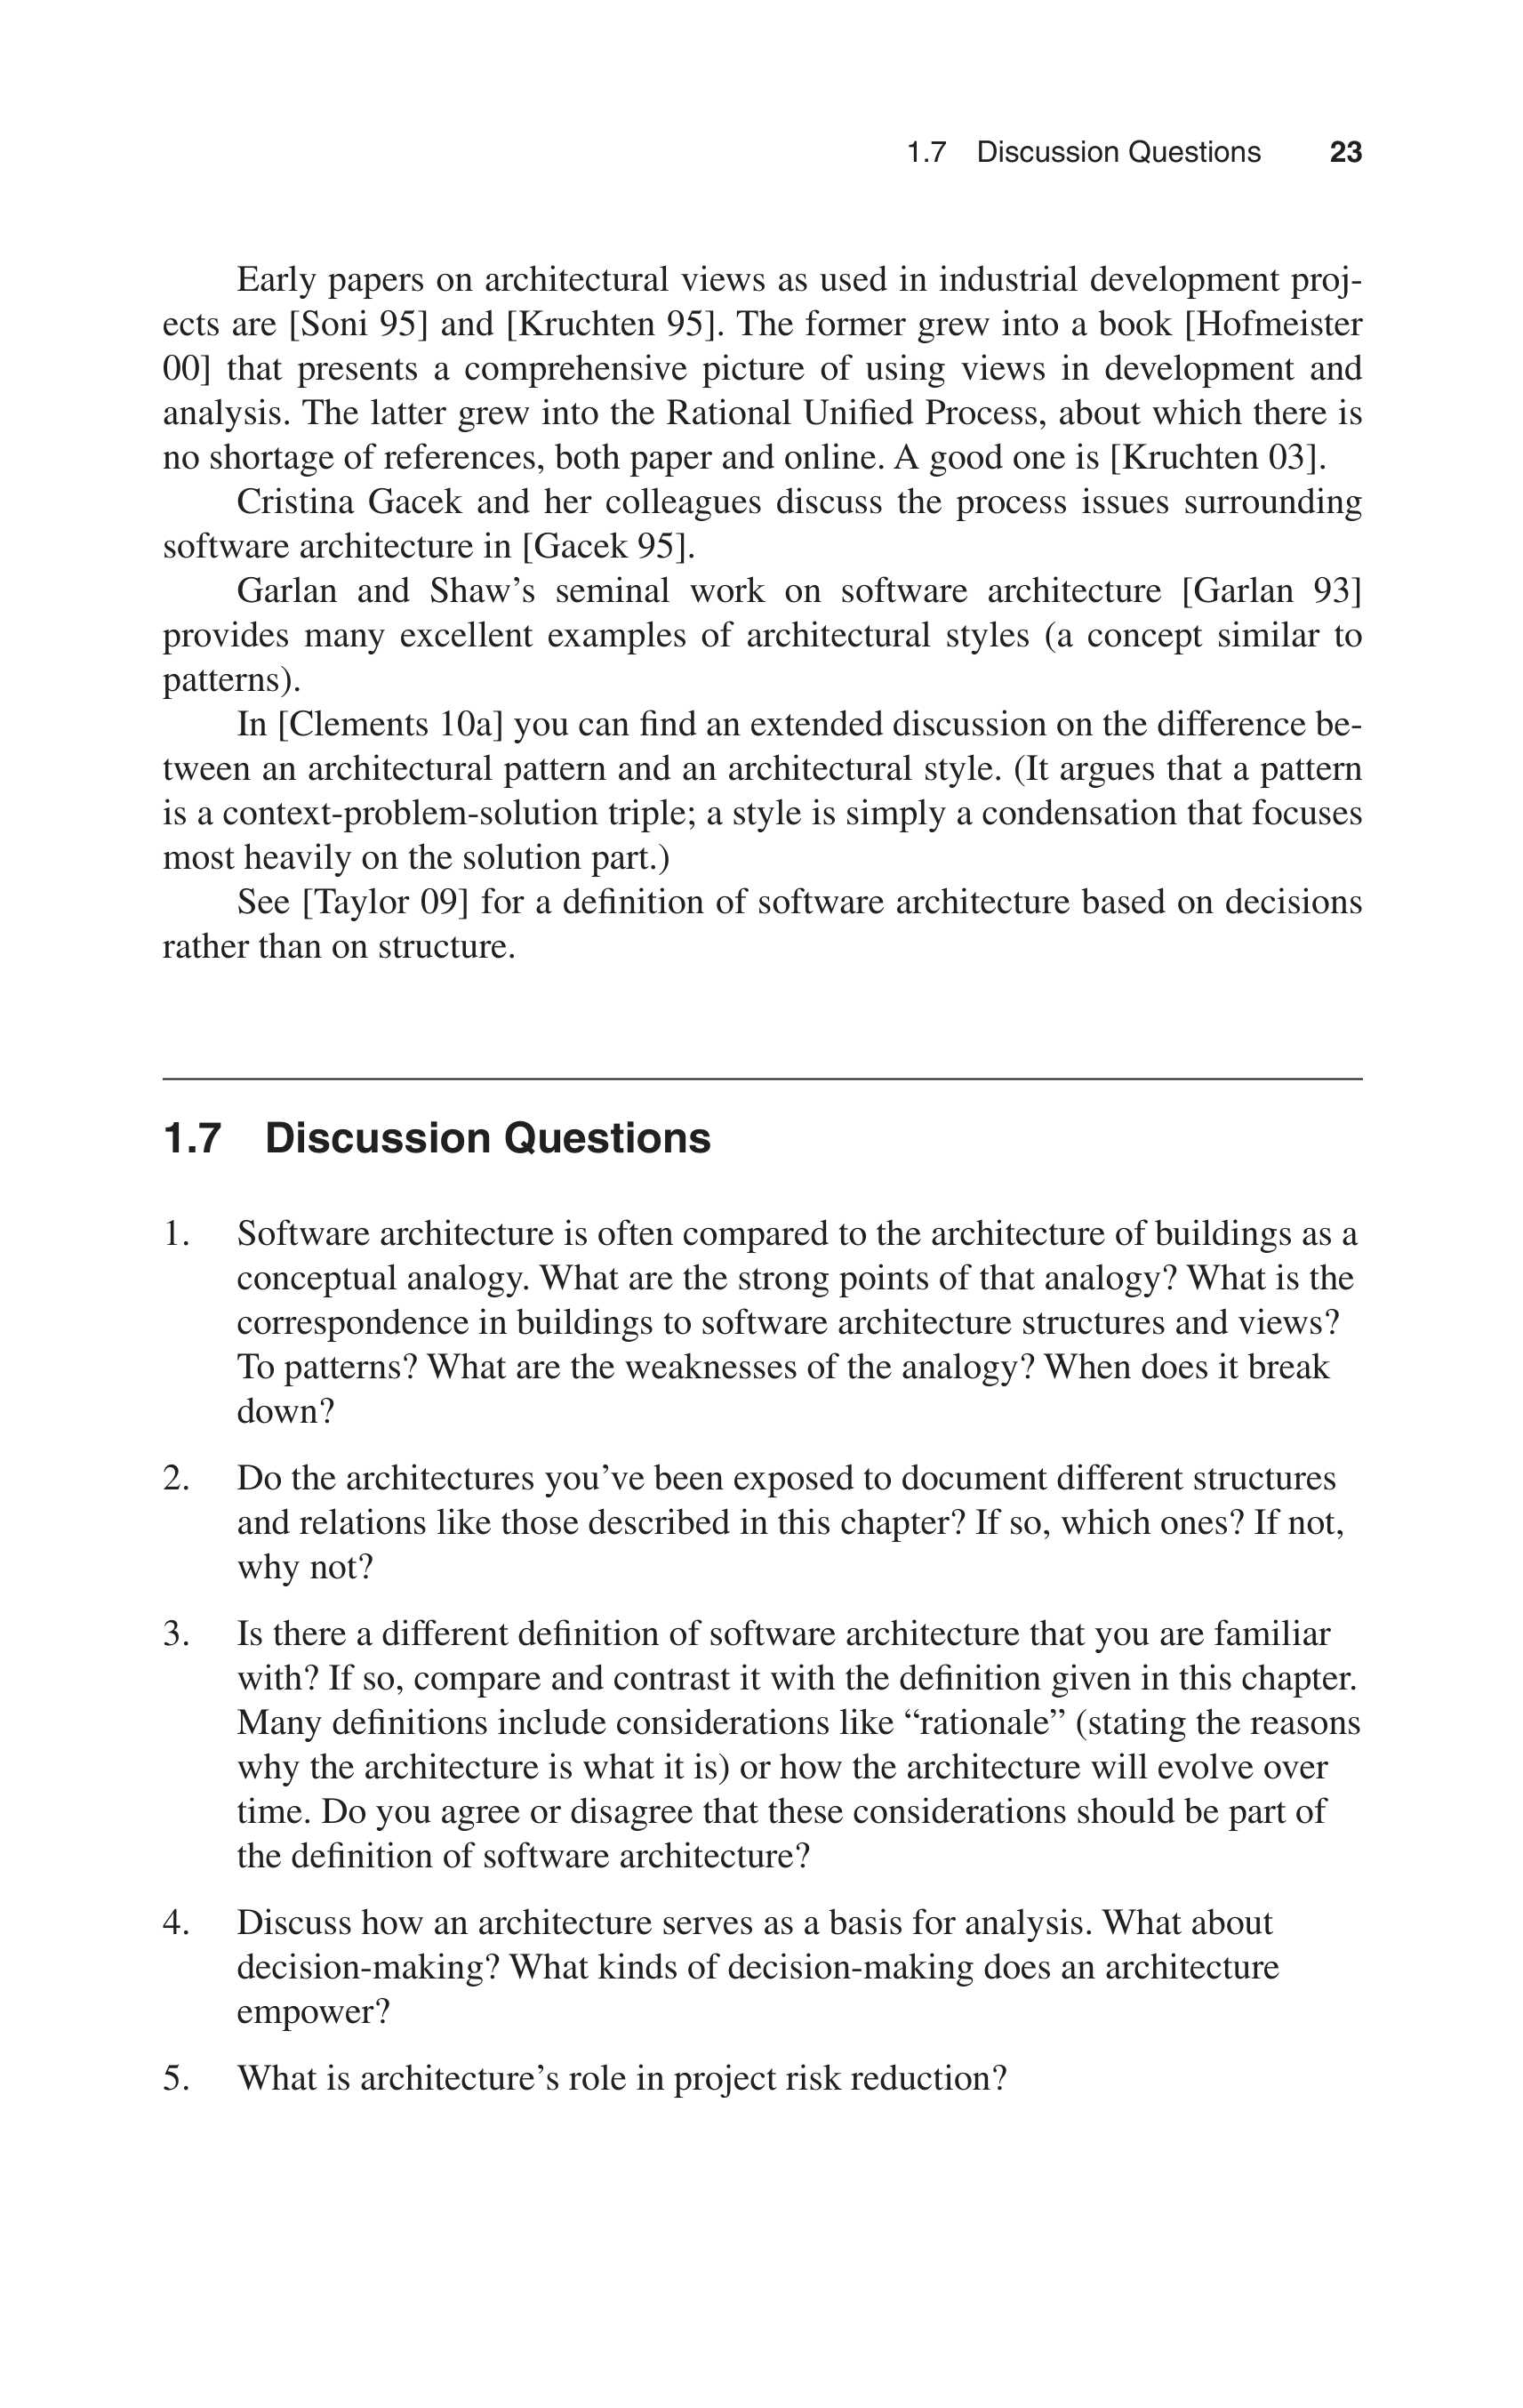 1.7 Discussion Questions 23
Early papers on architectural views as used in industrial development proj-
ects are [Soni 95] and [Kruchten 95]. The former grew into a book [Hofmeister
00] that presents a comprehensive picture of using views in development and
analysis. The latter grew into the Rational Unified Process, about which there is
no shortage of references, both paper and online. A good one is [Kruchten 03].
Cristina Gacek and her colleagues discuss the process issues surrounding
software architecture in [Gacek 95].
Garlan and Shaw’s seminal work on software architecture [Garlan 93]
provides many excellent examples of architectural styles (a concept similar to
patterns).
In [Clements 10a] you can find an extended discussion on the difference be-
tween an architectural pattern and an architectural style. (It argues that a pattern
is a context-problem-solution triple; a style is simply a condensation that focuses
most heavily on the solution part.)
See [Taylor 09] for a definition of software architecture based on decisions
rather than on structure.
1.7 Discussion Questions
1. Software architecture is often compared to the architecture of buildings as a
conceptual analogy. What are the strong points of that analogy? What is the
correspondence in buildings to software architecture structures and views?
To patterns? What are the weaknesses of the analogy? When does it break
down?
2. Do the architectures you’ve been exposed to document different structures
and relations like those described in this chapter? If so, which ones? If not,
why not?
3. Is there a different definition of software architecture that you are familiar
with? If so, compare and contrast it with the definition given in this chapter.
Many definitions include considerations like “rationale” (stating the reasons
why the architecture is what it is) or how the architecture will evolve over
time. Do you agree or disagree that these considerations should be part of
the definition of software architecture?
4. Discuss how an architecture serves as a basis for analysis. What about
decision-making? What kinds of decision-making does an architecture
empower?
5. What is architecture’s role in project risk reduction?